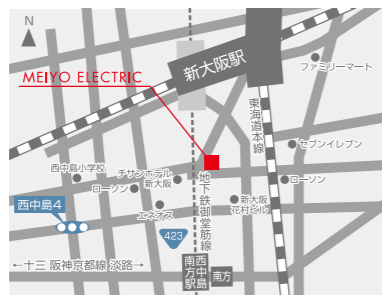 N
新大阪駅
ファミリーマート
MEIYO ELECTRIC
東海道本線
セブンイレブン
西中島小学校
チサンホテル
新大阪
ローソン
ローソン
地下鉄御堂筋線
新大阪
花村ビル
西中島4
エネオス
423
←十三 阪神京都線 淡路→
西中島
南方駅
南方